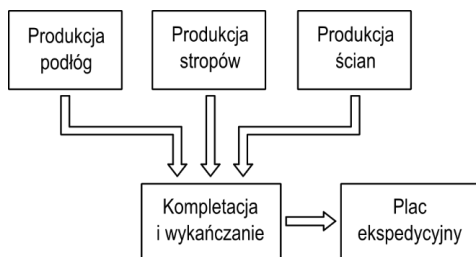 Produkcja
podłóg
Produkcja
stropów
Produkcja
ścian
Kompletacja
i wykańczanie
Plac
ekspedycyjny